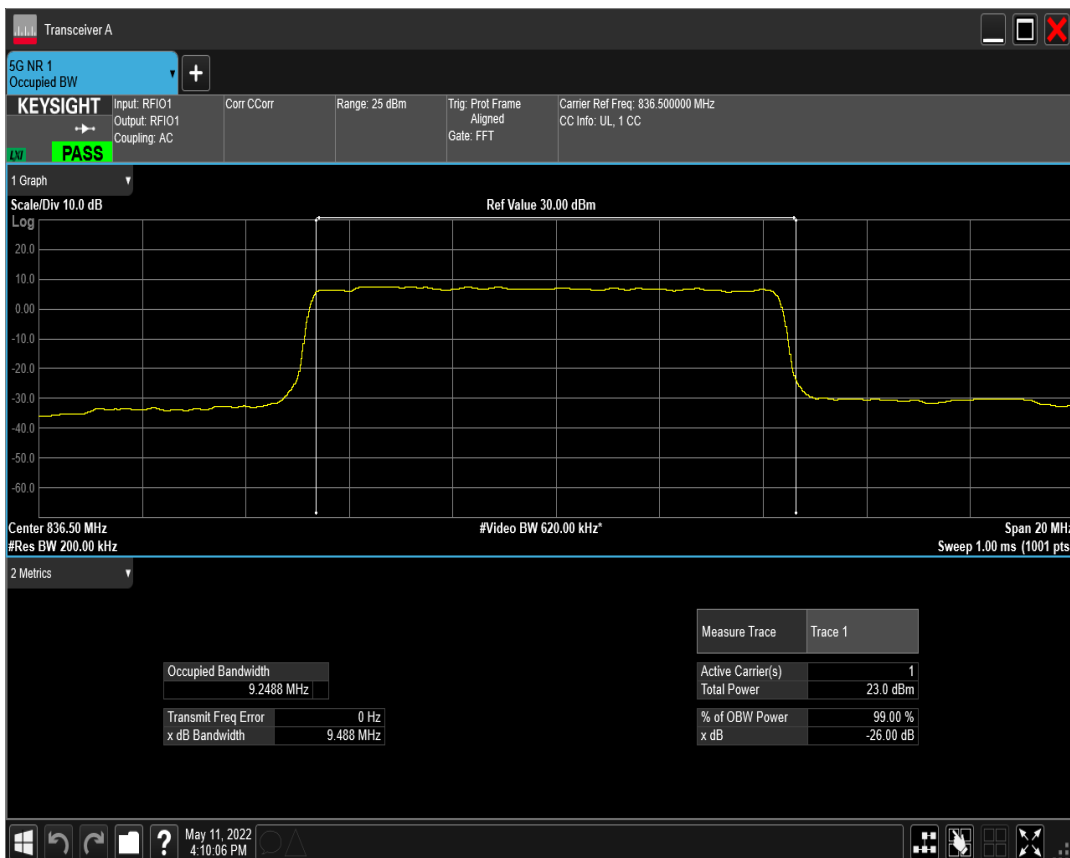 Transceiver A
5G NR 1
Occupied BW
KEYSIGHT
Input: RFIO1
Output: RFIO1
Coupling: AC
Corr CCorr
Range: 25 dBm
Trig: Prot Frame
Aligned
Gate: FFT
Carrier Ref Freq: 836.500000 MHz
CC Info: UL, 1 CC
LXI
PASS
1 Graph
Scale/Div 10.0 dB
Ref Value 30.00 dBm
Log
20.0
10.0
0.00
-10.0
-20.0
-30.0
-40.0
-50.0
-60.0
Center 836.50 MHz
#Video BW 620.00 kHz*
Span 20 MHz
#Res BW 200.00 kHz
Sweep 1.00 ms (1001 pts
2 Metrics
Measure Trace Trace 1
Occupied Bandwidth
9.2488 MHz
Active Carrier(s) 1
Total Power 23.0 dBm
Transmit Freq Error 0 Hz
x dB Bandwidth 9.488 MHz
% of OBW Power 99.00 %
x dB -26.00 dB
?
May 11, 2022
4:10:06 PM